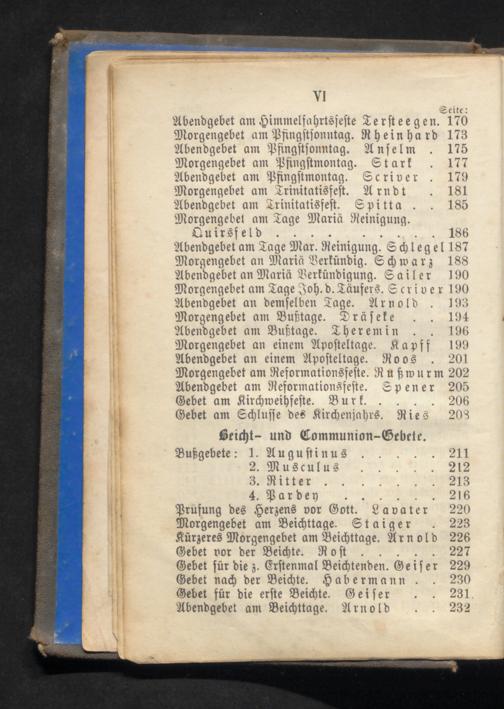 VI
Seite:
Abendgebet am Himmelfahrtsfeste Tersteegen. 170
Morgengebet am Pfingstsonntag. Rheinhard 173
Abendgebet am Pfingstsonntag. Anselm . 175
Morgengebet am Pfingstmontag. Stark . 177
Abendgebet am Pfingstmontag. Scriver . 179
Morgengebet am Trinitatisfest. Arndt . 181
Abendgebet am Trinitatisfest. Spitta . . 185
Morgengebet am Tage Mariä Reinigung.
Quirsfeld . . . . . . . . . 186
Abendgebet am Tage Mar. Reinigung. Schlegel 187
Morgengebet an Mariä Verkündig. Schwarz 188
Abendgebet an Mariä Verkündigung. Sailer 190
Morgengebet am Tage Joh. d. Täufers. Scriver 190
Abendgebet an demselben Tage. Arnold . 193
Morgengebet am Bußtage. Dräseke . . 194
Abendgebet am Bußtage. Theremin . . 196
Morgengebet an einem Aposteltage. Kapff 199
Abendgebet an einem Aposteltage. Roos . 201
Morgengebet am Reformationsfeste. Rüßwurm 202
Abendgebet am Reformationsfeste. Spener 205
Gebet am Kirchweihfeste. Burk. . . . . 206
Gebet am Schlusse des Kirchenjahrs. Ries 208
Beicht- und Communion-Gebete.
Bußgebete: 1. Augustinus . . . . . 211
2. Musculus . . . . . 212
3. Ritter . . . . . . 213
4. Pardey . . . . . . 216
Prüfung des Herzens vor Gott. Lavater 220
Morgengebet am Beichttage. Staiger . 223
Kürzeres Morgengebet am Beichttage. Arnold 226
Gebet vor der Beichte. Rost . . . . . 227
Gebet für die z. Erstenmal Beichtenden. Geiser 229
Gebet nach der Beichte. Habermann . . 230
Gebet für die erste Beichte. Geiser . . 231
Abendgebet am Beichttage. Arnold . . 232